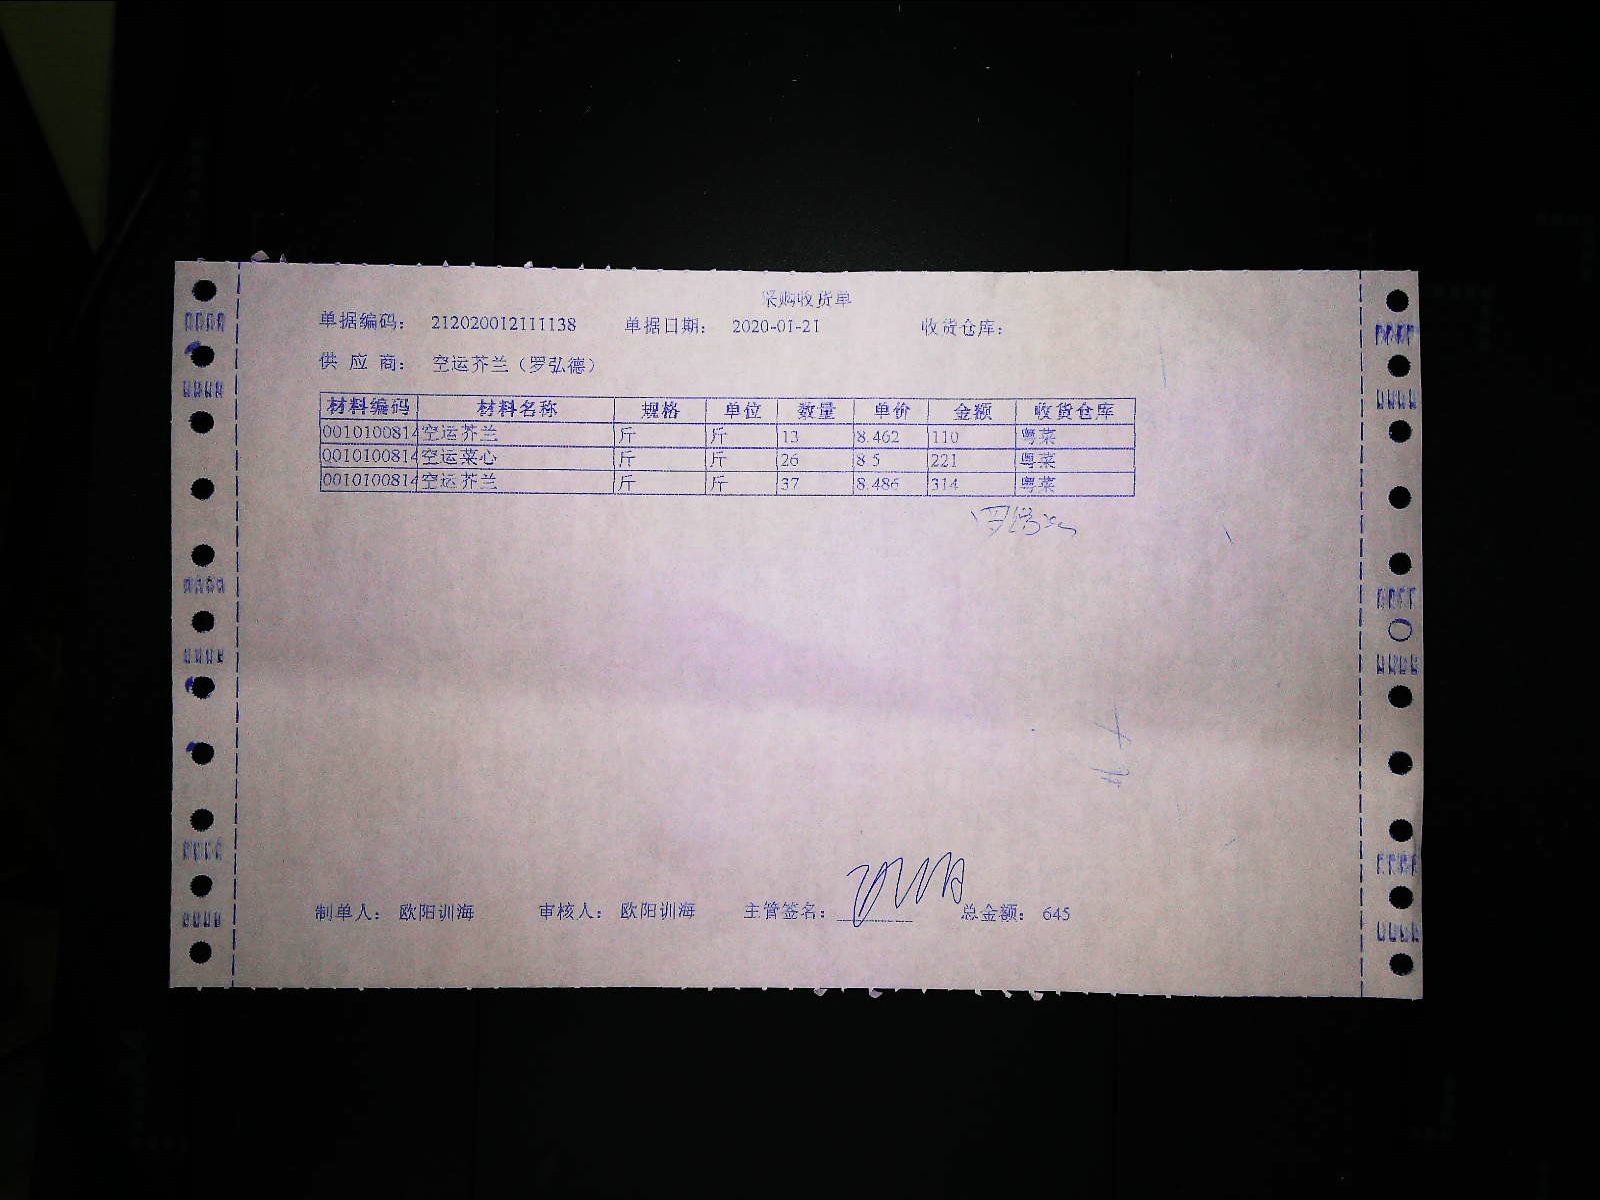 采购收货单
单据编码： 212020012111138 单据日期： 2020-01-21 收货仓库：
供 应 商： 空运芥兰（罗弘德）
材料编码 材料名称 规格 单位 数量 单价 金额 收货仓库
0010100814 空运芥兰 斤 斤 13 8.462 110 粤菜
0010100814 空运菜心 斤 斤 26 8.5 221 粤菜
0010100814 空运芥兰 斤 斤 37 8.486 314 粤菜
制单人： 欧阳训海 审核人： 欧阳训海 主管签名： 总金额： 645